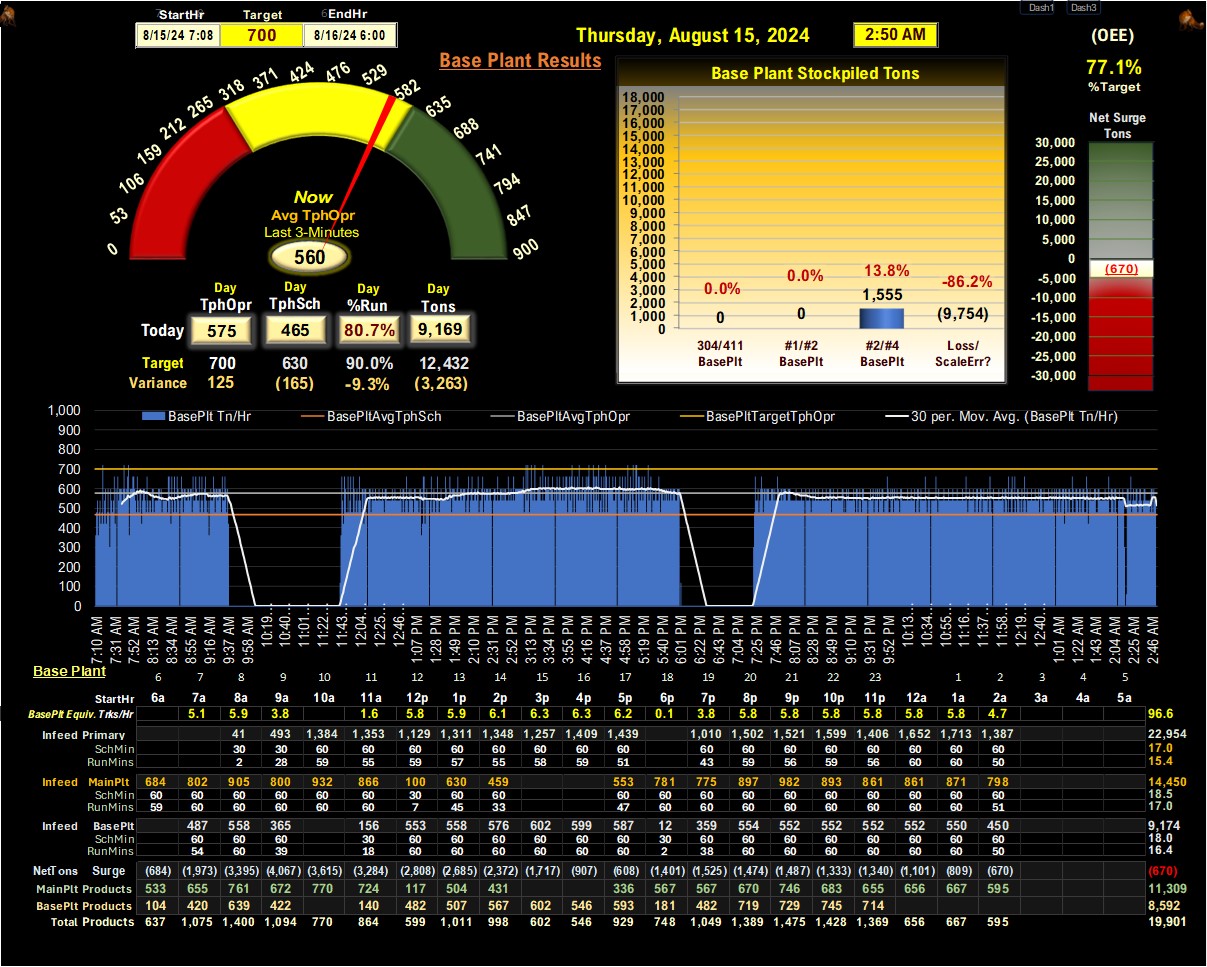 Dash1 Dash3
StartHr Target EndHr
8/15/24 7:08 700 8/16/24 6:00
Thursday, August 15, 2024 2:50 AM
(OEE)
77.1%
%Target
Base Plant Results
0 53 106 159 212 265 318 371 424 476 529 582 635 688 741 794 847 900
Now
Avg TphOpr
Last 3-Minutes
560
Day Day Day Day
TphOpr TphSch %Run Tons
Today 575 465 80.7% 9,169
Target 700 630 90.0% 12,432
Variance 125 (165) -9.3% (3,263)
Base Plant Stockpiled Tons
18,000
17,000
16,000
15,000
14,000
13,000
12,000
11,000
10,000
9,000
8,000
7,000
6,000
5,000
4,000
3,000
2,000
1,000
0
0.0% 0.0% 13.8% -86.2%
0 0 1,555 (9,754)
304/411 #1/#2 #2/#4 Loss/
BasePlt BasePlt BasePlt ScaleErr?
Net Surge
Tons
30,000
25,000
20,000
15,000
10,000
5,000
0
(670)
-5,000
-10,000
-15,000
-20,000
-25,000
-30,000
BasePlt Tn/Hr BasePltAvgTphSch BasePltAvgTphOpr BasePltTargetTphOpr 30 per. Mov. Avg. (BasePlt Tn/Hr)
1,000
900
800
700
600
500
400
300
200
100
0
7:10 AM 7:31 AM 7:52 AM 8:13 AM 8:34 AM 8:55 AM 9:16 AM 9:37 AM 9:58 AM 10:19... 10:40... 11:01... 11:22... 11:43... 12:04... 12:25... 12:46... 1:07 PM 1:28 PM 1:49 PM 2:10 PM 2:31 PM 2:52 PM 3:13 PM 3:34 PM 3:55 PM 4:16 PM 4:37 PM 4:58 PM 5:19 PM 5:40 PM 6:01 PM 6:22 PM 6:43 PM 7:04 PM 7:25 PM 7:46 PM 8:07 PM 8:28 PM 8:49 PM 9:10 PM 9:31 PM 9:52 PM 10:13... 10:34... 10:55... 11:16... 11:37... 11:58... 12:19... 12:40... 1:01 AM 1:22 AM 1:43 AM 2:04 AM 2:25 AM 2:46 AM
Base Plant 6 7 8 9 10 11 12 13 14 15 16 17 18 19 20 21 22 23 1 2 3 4 5
StartHr 6a 7a 8a 9a 10a 11a 12p 1p 2p 3p 4p 5p 6p 7p 8p 9p 10p 11p 12a 1a 2a 3a 4a 5a
BasePlt Equiv. Trks/Hr 5.1 5.9 3.8 1.6 5.8 5.9 6.1 6.3 6.3 6.2 0.1 3.8 5.8 5.8 5.8 5.8 5.8 5.8 4.7 96.6
Infeed Primary 41 493 1,384 1,353 1,129 1,311 1,348 1,257 1,409 1,439 1,010 1,502 1,521 1,599 1,406 1,652 1,713 1,387 22,954
SchMin 30 30 60 60 60 60 60 60 60 60 60 60 60 60 60 60 60 50 17.0
RunMins 2 28 59 55 59 57 55 58 59 51 43 59 56 59 56 60 60 50 15.4
Infeed MainPlt 684 802 905 800 932 866 100 630 459 553 781 775 897 982 893 861 861 871 798 14,450
SchMin 60 60 60 60 60 60 30 60 60 60 60 60 60 60 60 60 60 60 60 18.5
RunMins 59 60 60 60 60 60 7 45 33 47 60 60 60 60 60 60 60 60 51 17.0
Infeed BasePlt 487 558 365 156 553 558 576 602 599 587 12 359 554 552 552 552 552 550 450 9,174
SchMin 60 60 60 30 60 60 60 60 60 60 30 60 60 60 60 60 60 60 60 18.0
RunMins 54 60 39 18 60 60 60 60 60 60 2 38 60 60 60 60 60 60 50 16.4
NetTons Surge (684) (1,973) (3,395) (4,067) (3,615) (3,284) (2,808) (2,685) (2,372) (1,717) (907) (608) (1,401) (1,525) (1,474) (1,487) (1,333) (1,340) (1,101) (809) (670) (670)
MainPlt Products 533 655 761 672 770 724 117 504 431 336 567 567 670 746 683 655 656 667 595 11,309
BasePlt Products 104 420 639 422 140 482 507 567 602 546 593 181 482 719 729 745 714 8,592
Total Products 637 1,075 1,400 1,094 770 864 599 1,011 998 602 546 929 748 1,049 1,389 1,475 1,428 1,369 656 667 595 19,901